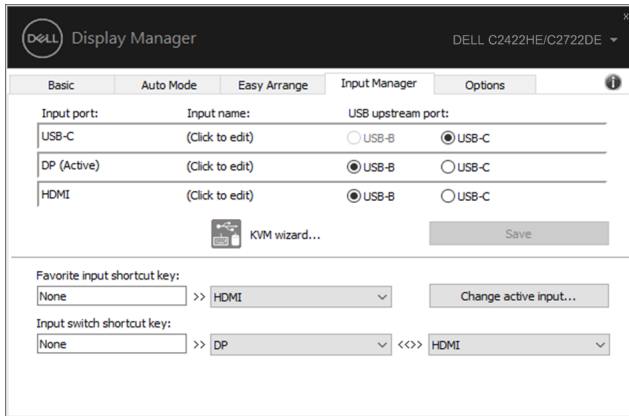 DELL Display Manager
DELL C2422HE/C2722DE
Basic Auto Mode Easy Arrange Input Manager Options
Input port: Input name: USB upstream port:
USB-C (Click to edit) USB-B USB-C
DP (Active) (Click to edit) USB-B USB-C
HDMI (Click to edit) USB-B USB-C
KVM wizard... Save
Favorite input shortcut key:
None >> HDMI Change active input...
Input switch shortcut key:
None >> DP <<>> HDMI